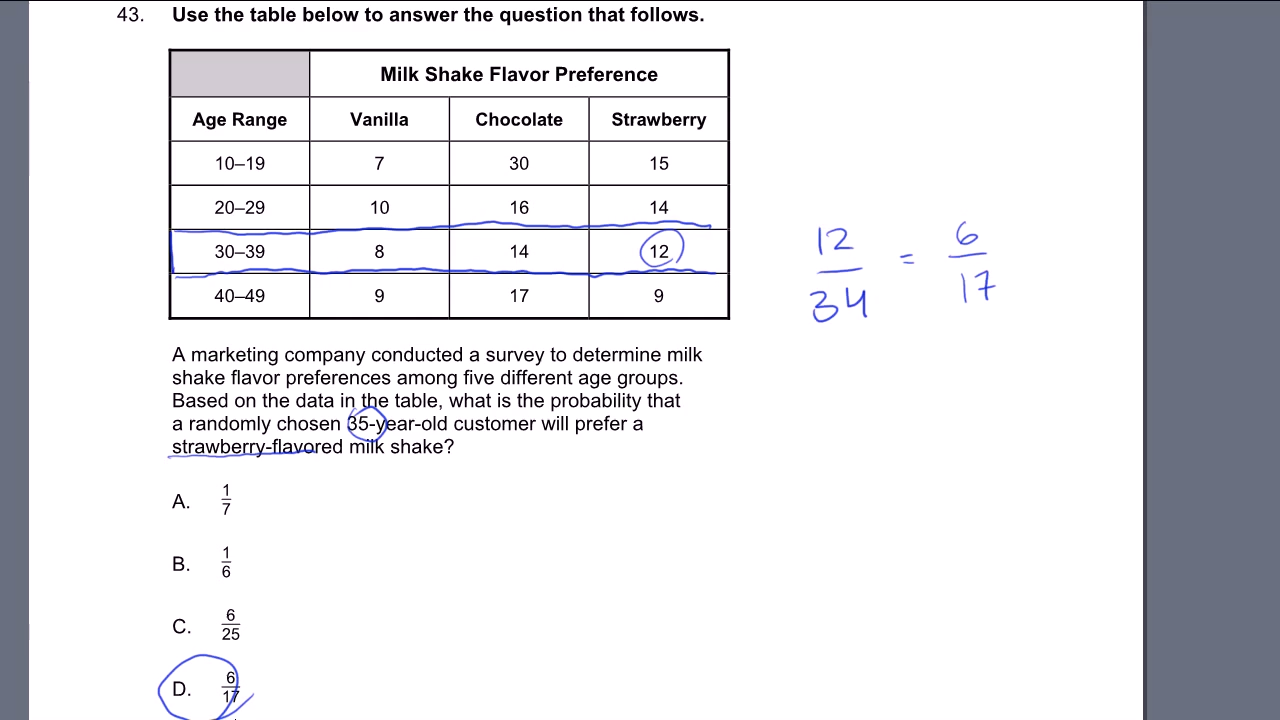 43. Use the table below to answer the question that follows.
Milk Shake Flavor Preference
Age Range Vanilla Chocolate Strawberry
10–19 7 30 15
20–29 10 16 14
30–39 8 14 12
40–49 9 17 9
12/34 = 6/17
A marketing company conducted a survey to determine milk
shake flavor preferences among five different age groups.
Based on the data in the table, what is the probability that
a randomly chosen 35-year-old customer will prefer a
strawberry-flavored milk shake?
A. 1/7
B. 1/6
C. 6/25
D. 6/17